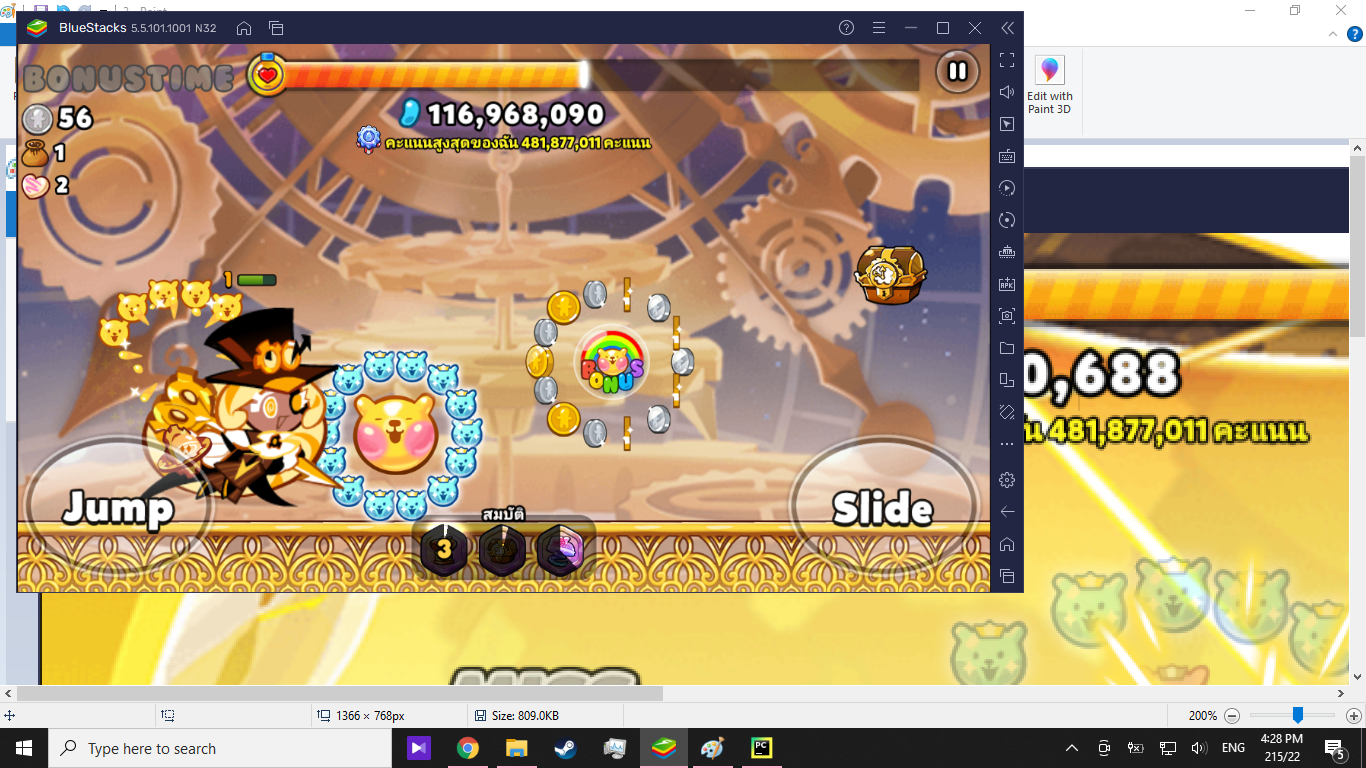 2 - Paint
BlueStacks 5.5.101.1001 N32
Edit with
Paint 3D
BONUSTIME
56
116,968,090
คะแนนสูงสุดของฉัน 481,877,011 คะแนน
1
2
1
BONUS
0,688
481,877,011 คะแนน
Jump
Slide
สมบัติ
3
1366 × 768px
Size: 809.0KB
200%
Type here to search
PC
ENG
4:28 PM
215/22
5